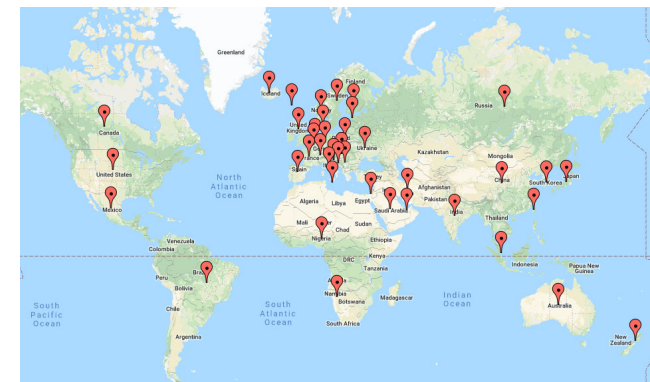 Greenland
Iceland
Finland
Sweden
Russia
Canada
United
Kingdom
Ukraine
France
Kazakhstan
Mongolia
United States
Spain
China
South Korea
Japan
North
Atlantic
Ocean
Afghanistan
Pakistan
Algeria
Libya
Egypt
Saudi Arabia
India
Mexico
Mali
Chad
Sudan
Thailand
Nigeria
Ethiopia
Venezuela
Colombia
DRC
Kenya
Tanzania
Indonesia
Papua New
Guinea
Peru
Bolivia
Namibia
Botswana
Madagascar
South
Pacific
Ocean
South
Atlantic
Ocean
Indian
Ocean
Australia
Chile
South Africa
Argentina
New
Zealand